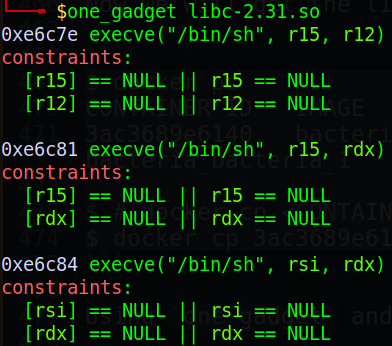 $one_gadget libc-2.31.so
0xe6c7e execve("/bin/sh", r15, r12)
constraints:
  [r15] == NULL || r15 == NULL
  [r12] == NULL || r12 == NULL

0xe6c81 execve("/bin/sh", r15, rdx)
constraints:
  [r15] == NULL || r15 == NULL
  [rdx] == NULL || rdx == NULL

0xe6c84 execve("/bin/sh", rsi, rdx)
constraints:
  [rsi] == NULL || rsi == NULL
  [rdx] == NULL || rdx == NULL